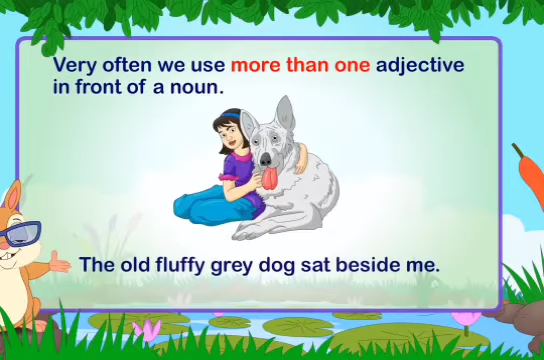 Very often we use more than one adjective
in front of a noun.
The old fluffy grey dog sat beside me.